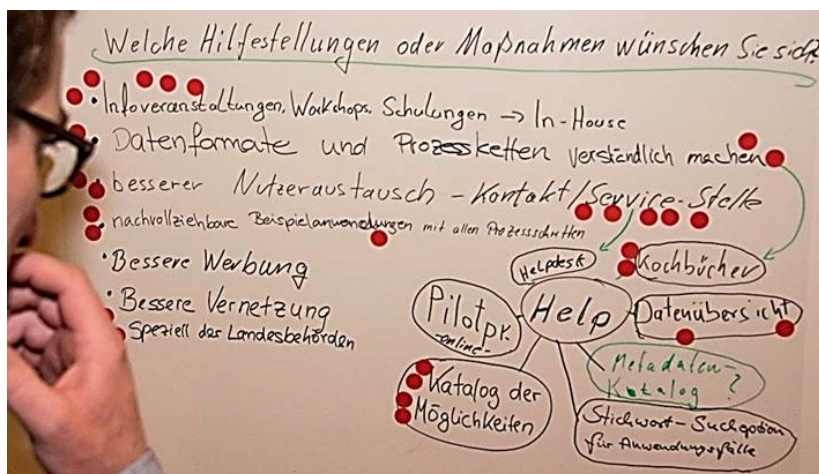 Welche Hilfestellungen oder Maßnahmen wünschen Sie sich?
• Infoveranstaltungen, Workshops, Schulungen → In-House
• Datenformate und Prozessketten verständlich machen
• besserer Nutzeraustausch – Kontakt/Service-Stelle
• nachvollziehbare Beispielanwendungen mit allen Prozessschritten
• Bessere Werbung
• Bessere Vernetzung
Speziell der Landesbehörden
Helpdesk
Kochbücher
Pilotpr.
-online-
Help
Datenübersicht
Metadaten-
Katalog ?
Katalog der
Möglichkeiten
Stichwort-Suchoption
für Anwendungsfälle